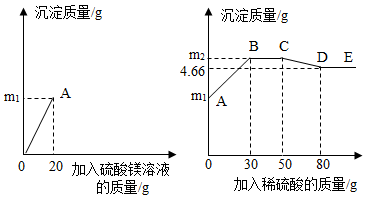 沉淀质量/g
m₁
A
0
20
加入硫酸镁溶液
的质量/g
沉淀质量/g
m₂
4.66
m₁
A
B
C
D
E
0
30
50
80
加入稀硫酸的质量/g